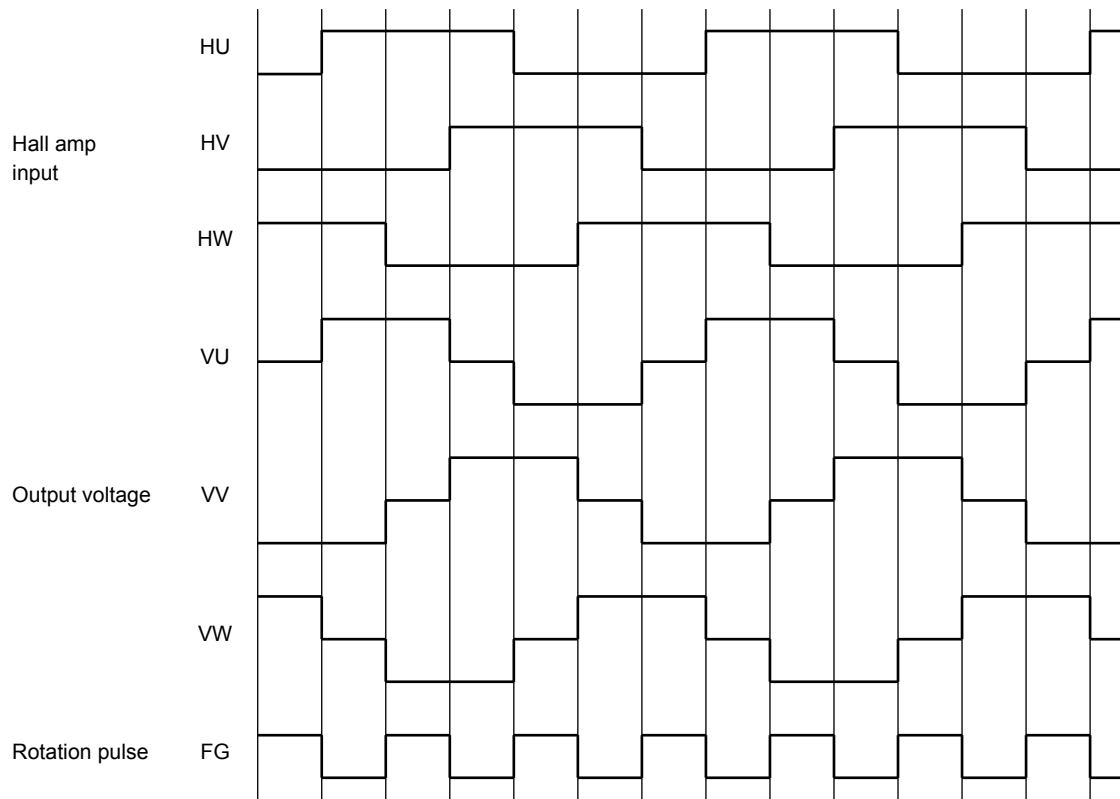 HU
Hall amp
input
HV
HW
VU
Output voltage
VV
VW
Rotation pulse
FG